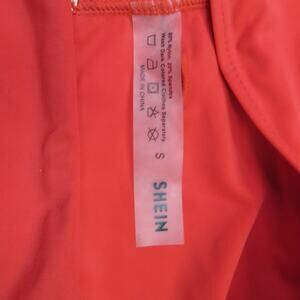 80% Nylon, 20% Spandex
Wash Dark Colored Clothes Separately
MADE IN CHINA
S
SHEIN